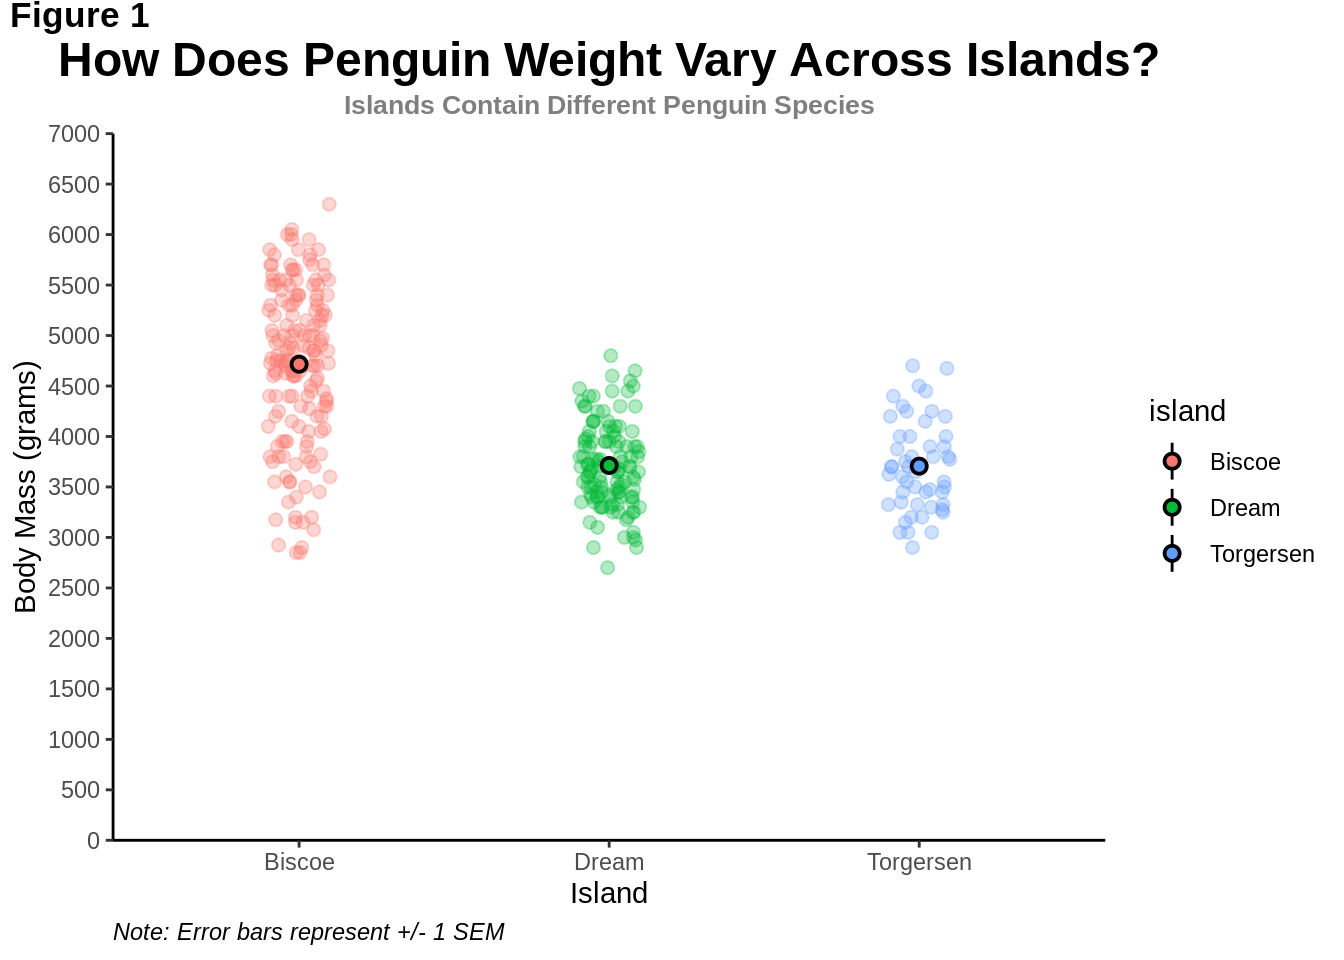 Figure 1
How Does Penguin Weight Vary Across Islands?
Islands Contain Different Penguin Species
Body Mass (grams)
7000
6500
6000
5500
5000
4500
4000
3500
3000
2500
2000
1500
1000
500
0
Biscoe
Dream
Torgersen
Island
island
Biscoe
Dream
Torgersen
Note: Error bars represent +/- 1 SEM